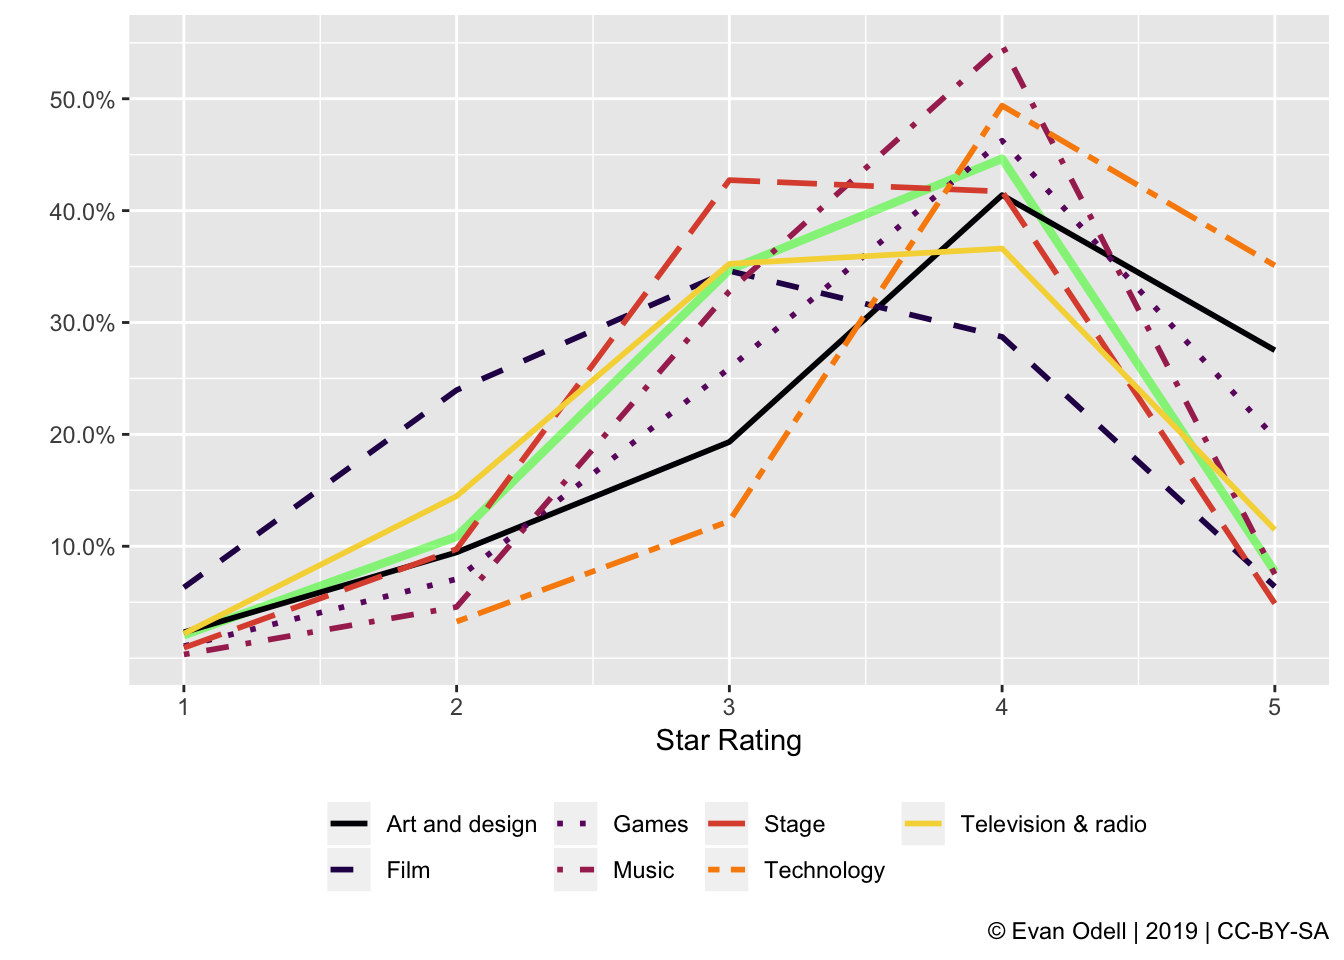 50.0%
40.0%
30.0%
20.0%
10.0%
1 2 3 4 5
Star Rating
Art and design Games Stage Television & radio
Film Music Technology
© Evan Odell | 2019 | CC-BY-SA